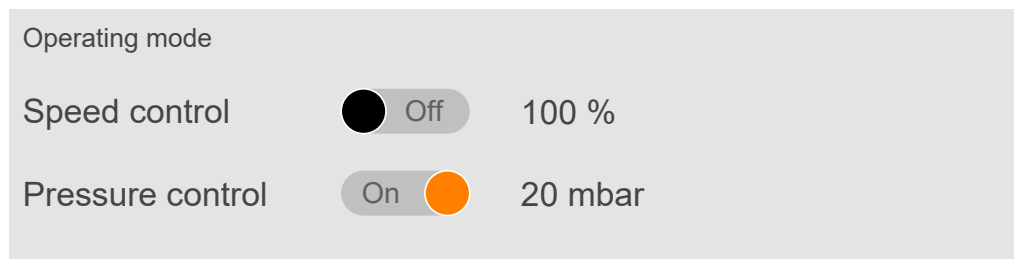 Operating mode
Speed control Off 100 %
Pressure control On 20 mbar